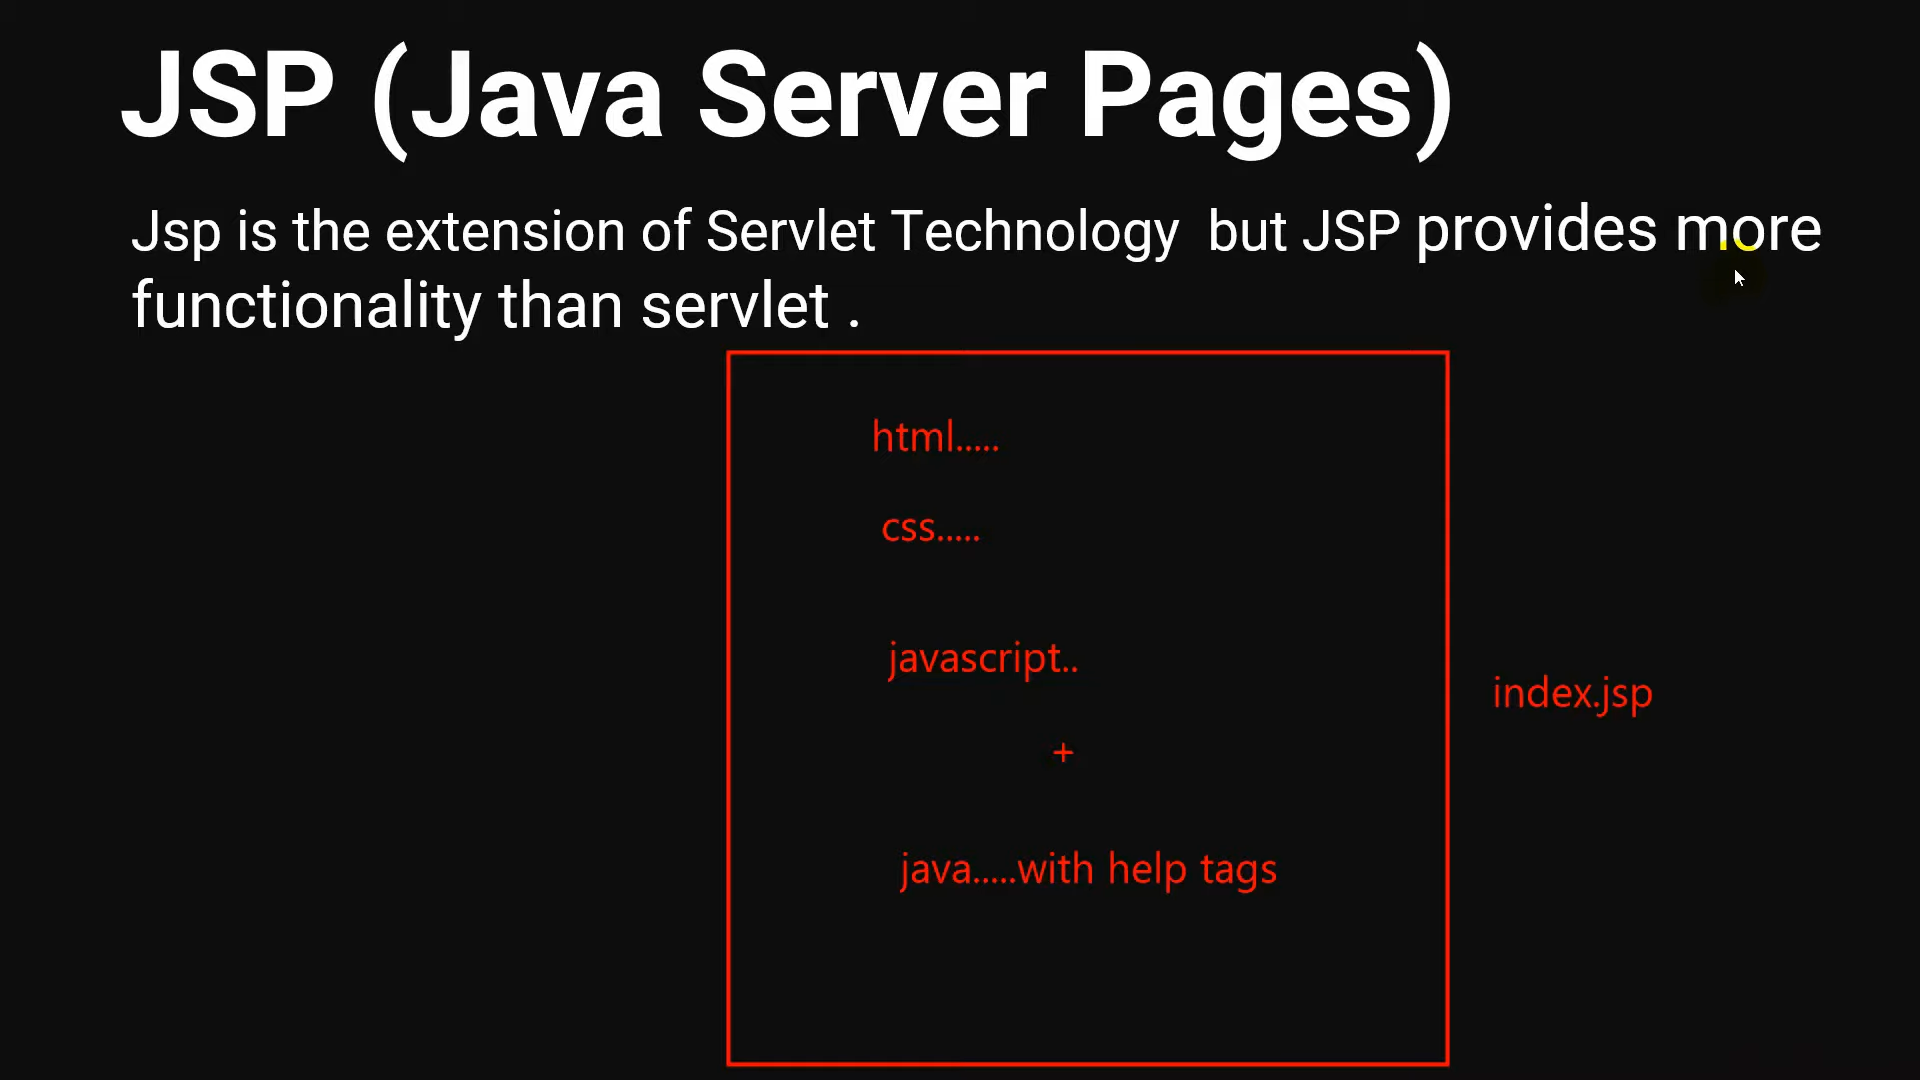 JSP (Java Server Pages)
Jsp is the extension of Servlet Technology  but JSP provides more
functionality than servlet .
html.....
css.....
javascript..
index.jsp
+
java.....with help tags